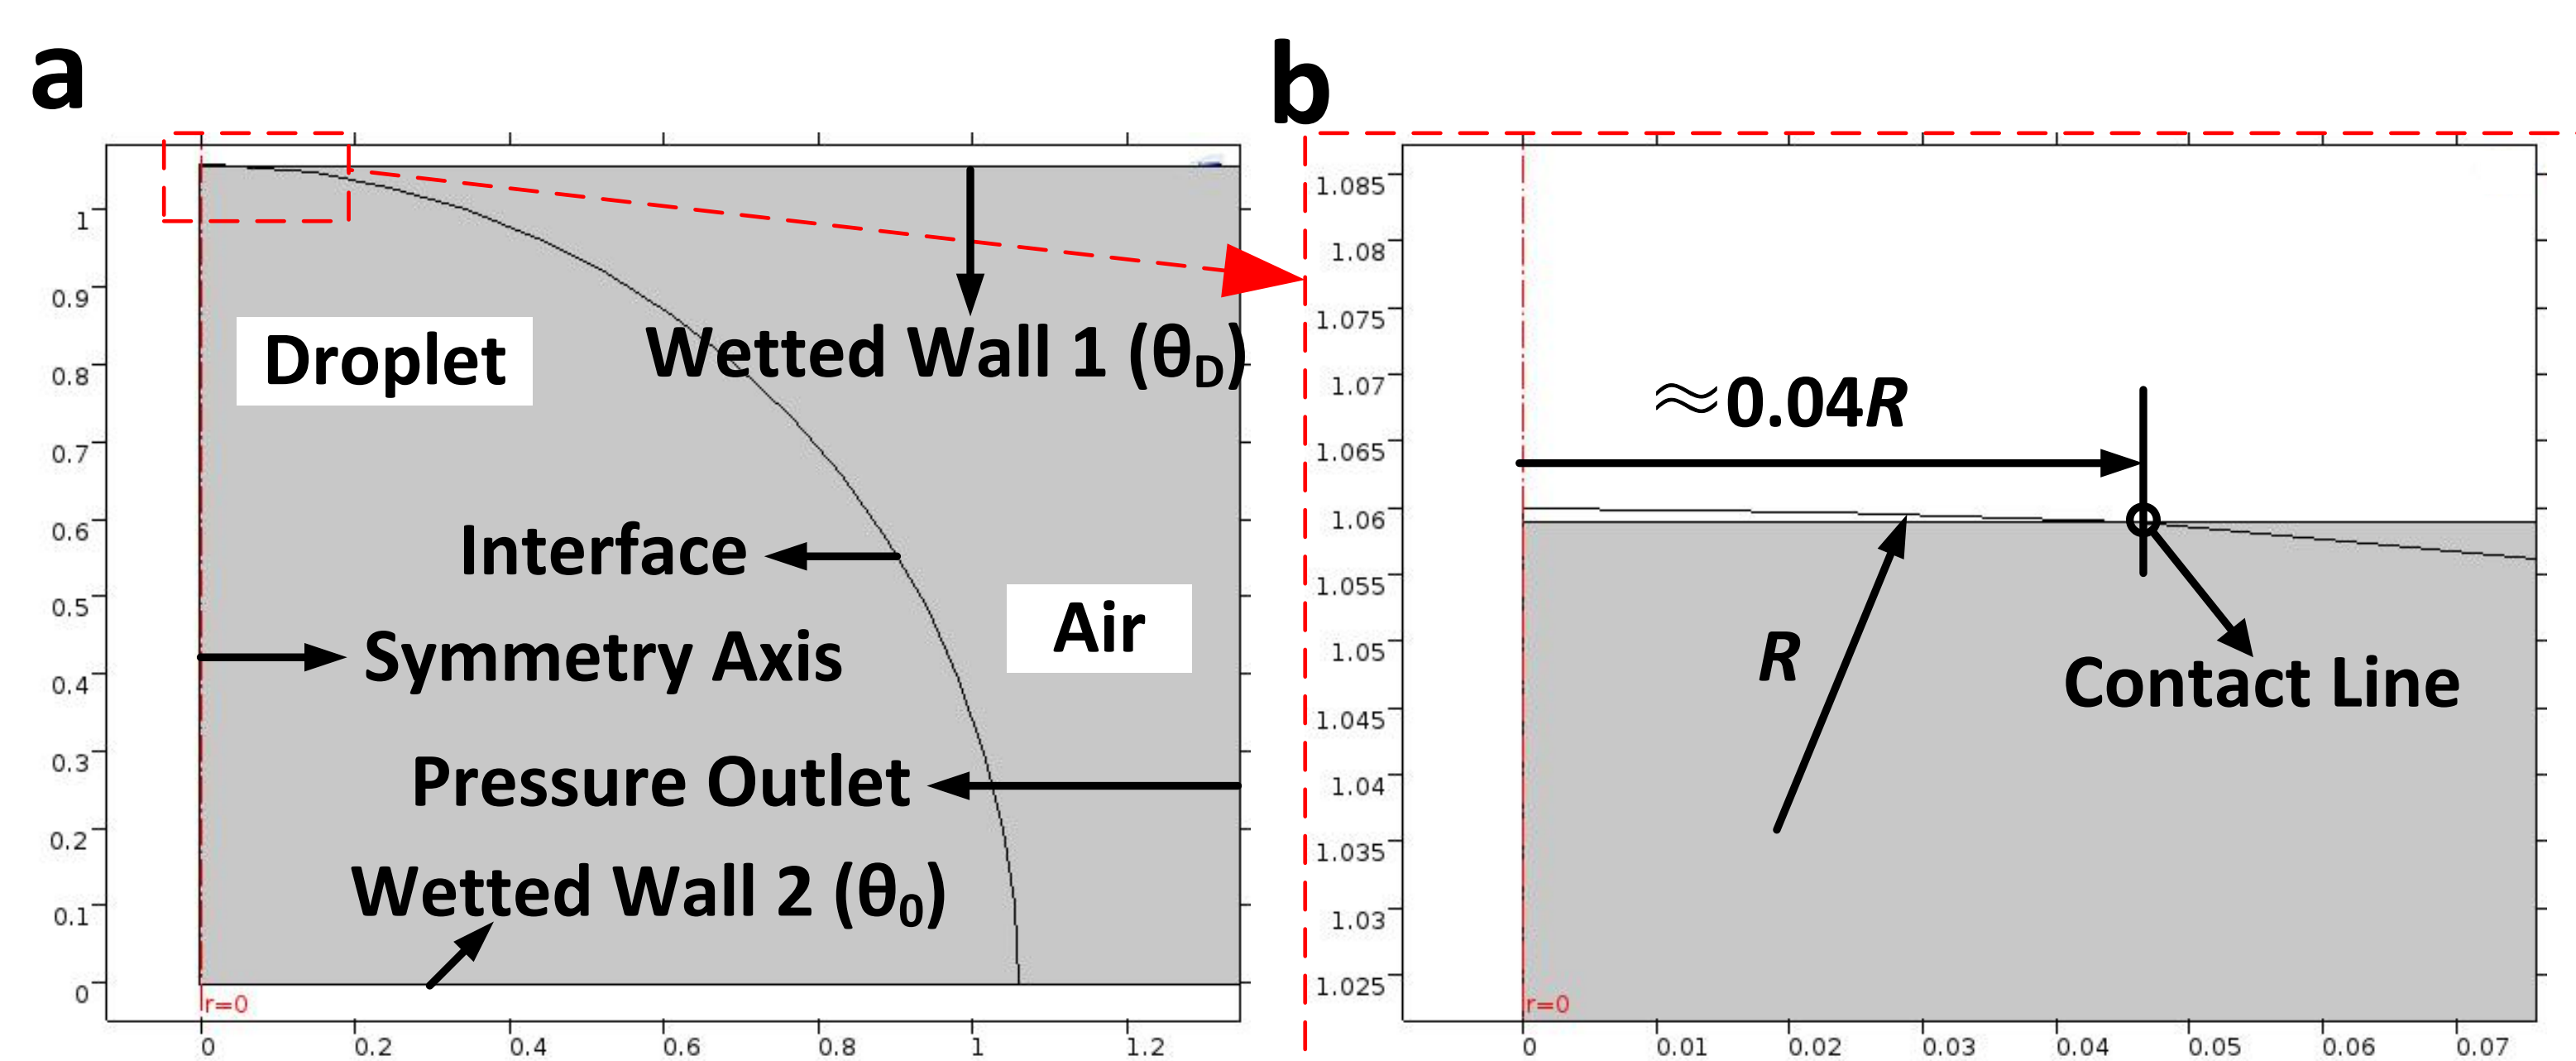 a
1
0.9
0.8
0.7
0.6
0.5
0.4
0.3
0.2
0.1
0
Droplet
Wetted Wall 1 (θD)
Interface
Air
Symmetry Axis
Pressure Outlet
Wetted Wall 2 (θ0)
r=0
0 0.2 0.4 0.6 0.8 1 1.2
b
1.085
1.08
1.075
1.07
1.065
1.06
1.055
1.05
1.045
1.04
1.035
1.03
1.025
≈0.04R
R
Contact Line
r=0
0 0.01 0.02 0.03 0.04 0.05 0.06 0.07